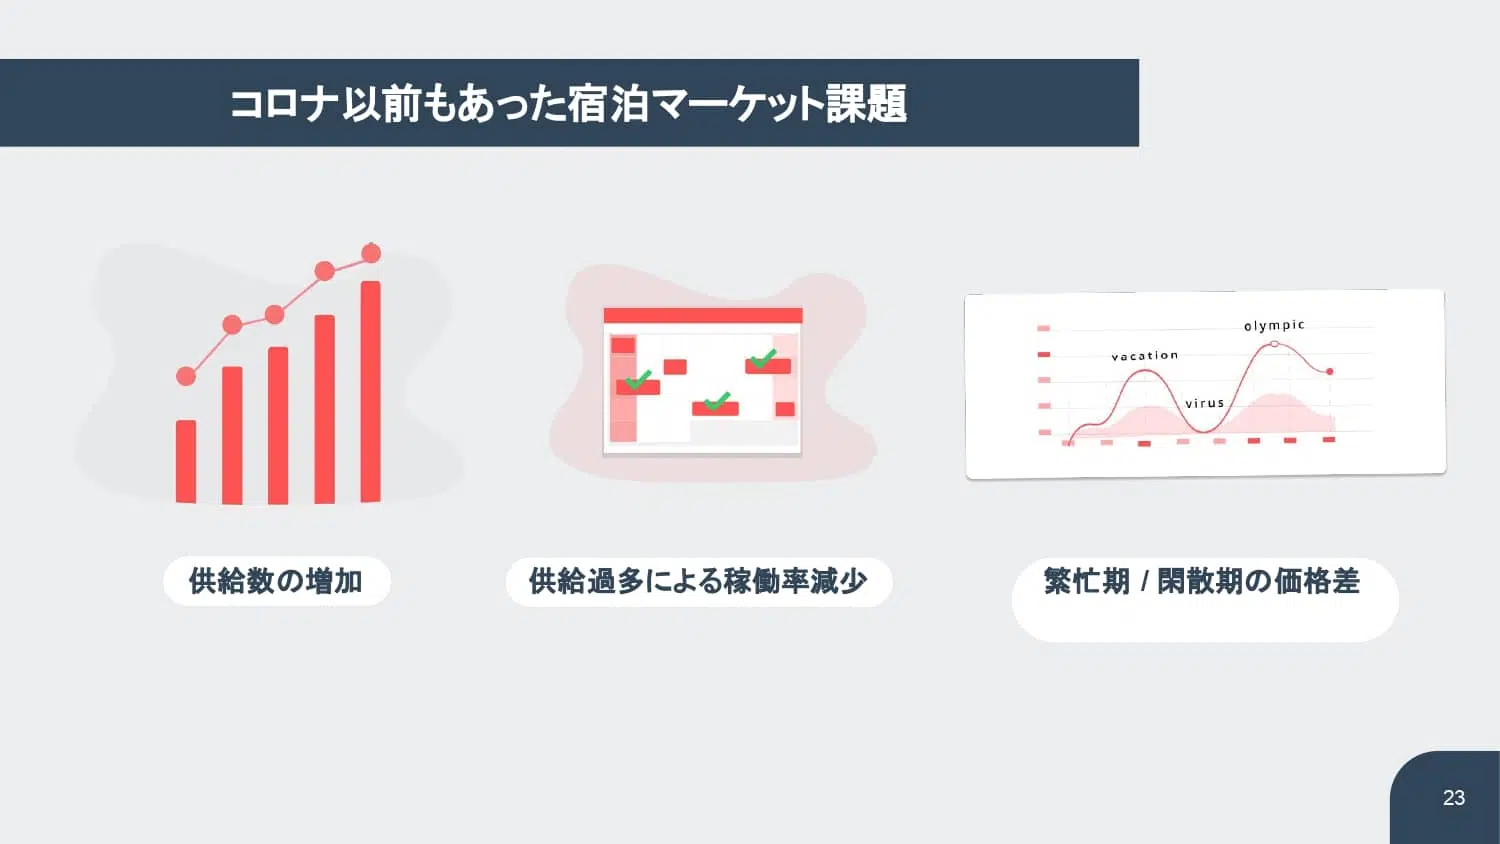 コロナ以前もあった宿泊マーケット課題
olympic
vacation
virus
供給数の増加
供給過多による稼働率減少
繁忙期 / 閑散期の価格差
23